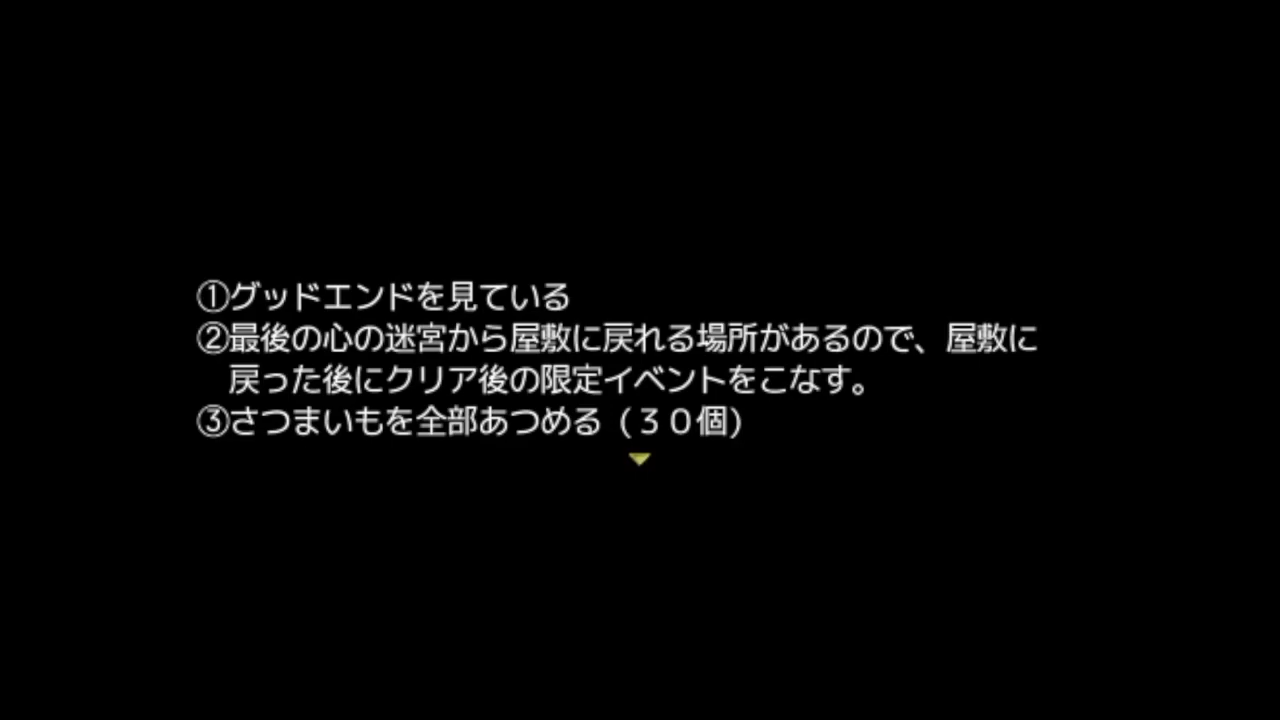 ①グッドエンドを見ている
②最後の心の迷宮から屋敷に戻れる場所があるので、屋敷に
　戻った後にクリア後の限定イベントをこなす。
③さつまいもを全部あつめる（３０個）